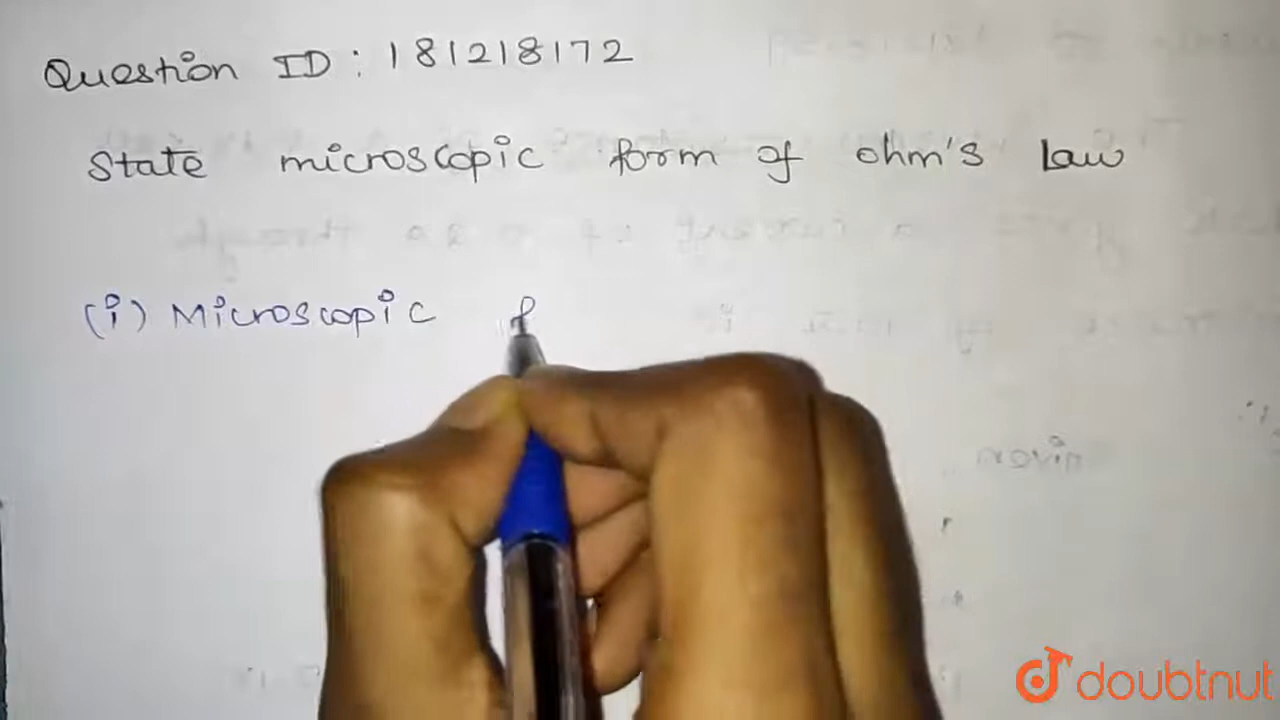 Question ID : 181218172
State microscopic form of ohm's law
(i) Microscopic
doubtnut